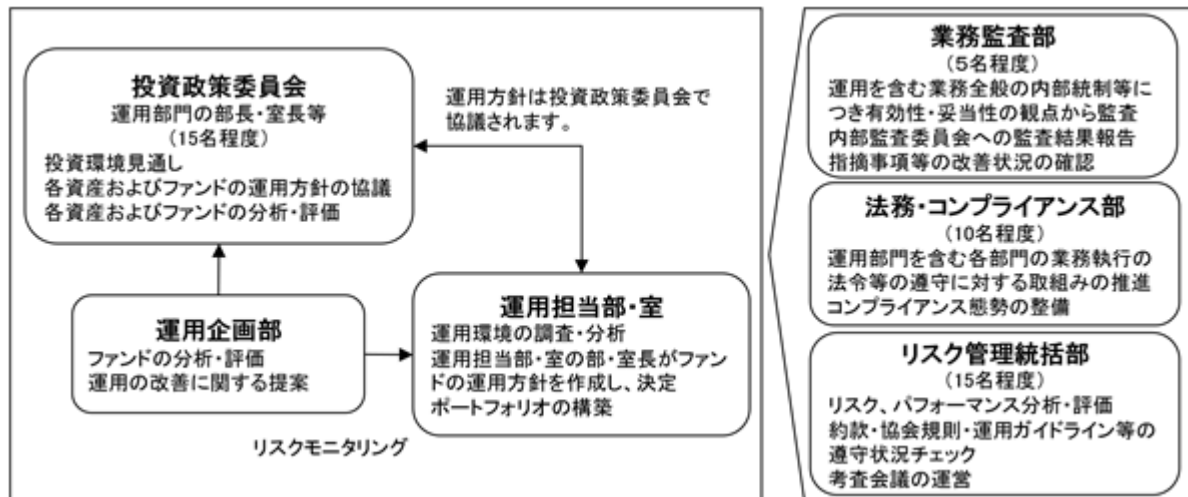 投資政策委員会
運用部門の部長・室長等
(15名程度)
投資環境見通し
各資産およびファンドの運用方針の協議
各資産およびファンドの分析・評価
運用方針は投資政策委員会で
協議されます。
運用企画部
ファンドの分析・評価
運用の改善に関する提案
運用担当部・室
運用環境の調査・分析
運用担当部・室の部・室長がファン
ドの運用方針を作成し、決定
ポートフォリオの構築
リスクモニタリング
業務監査部
(5名程度)
運用を含む業務全般の内部統制等に
つき有効性・妥当性の観点から監査
内部監査委員会への監査結果報告
指摘事項等の改善状況の確認
法務・コンプライアンス部
(10名程度)
運用部門を含む各部門の業務執行の
法令等の遵守に対する取組みの推進
コンプライアンス態勢の整備
リスク管理統括部
(15名程度)
リスク、パフォーマンス分析・評価
約款・協会規則・運用ガイドライン等の
遵守状況チェック
考査会議の運営